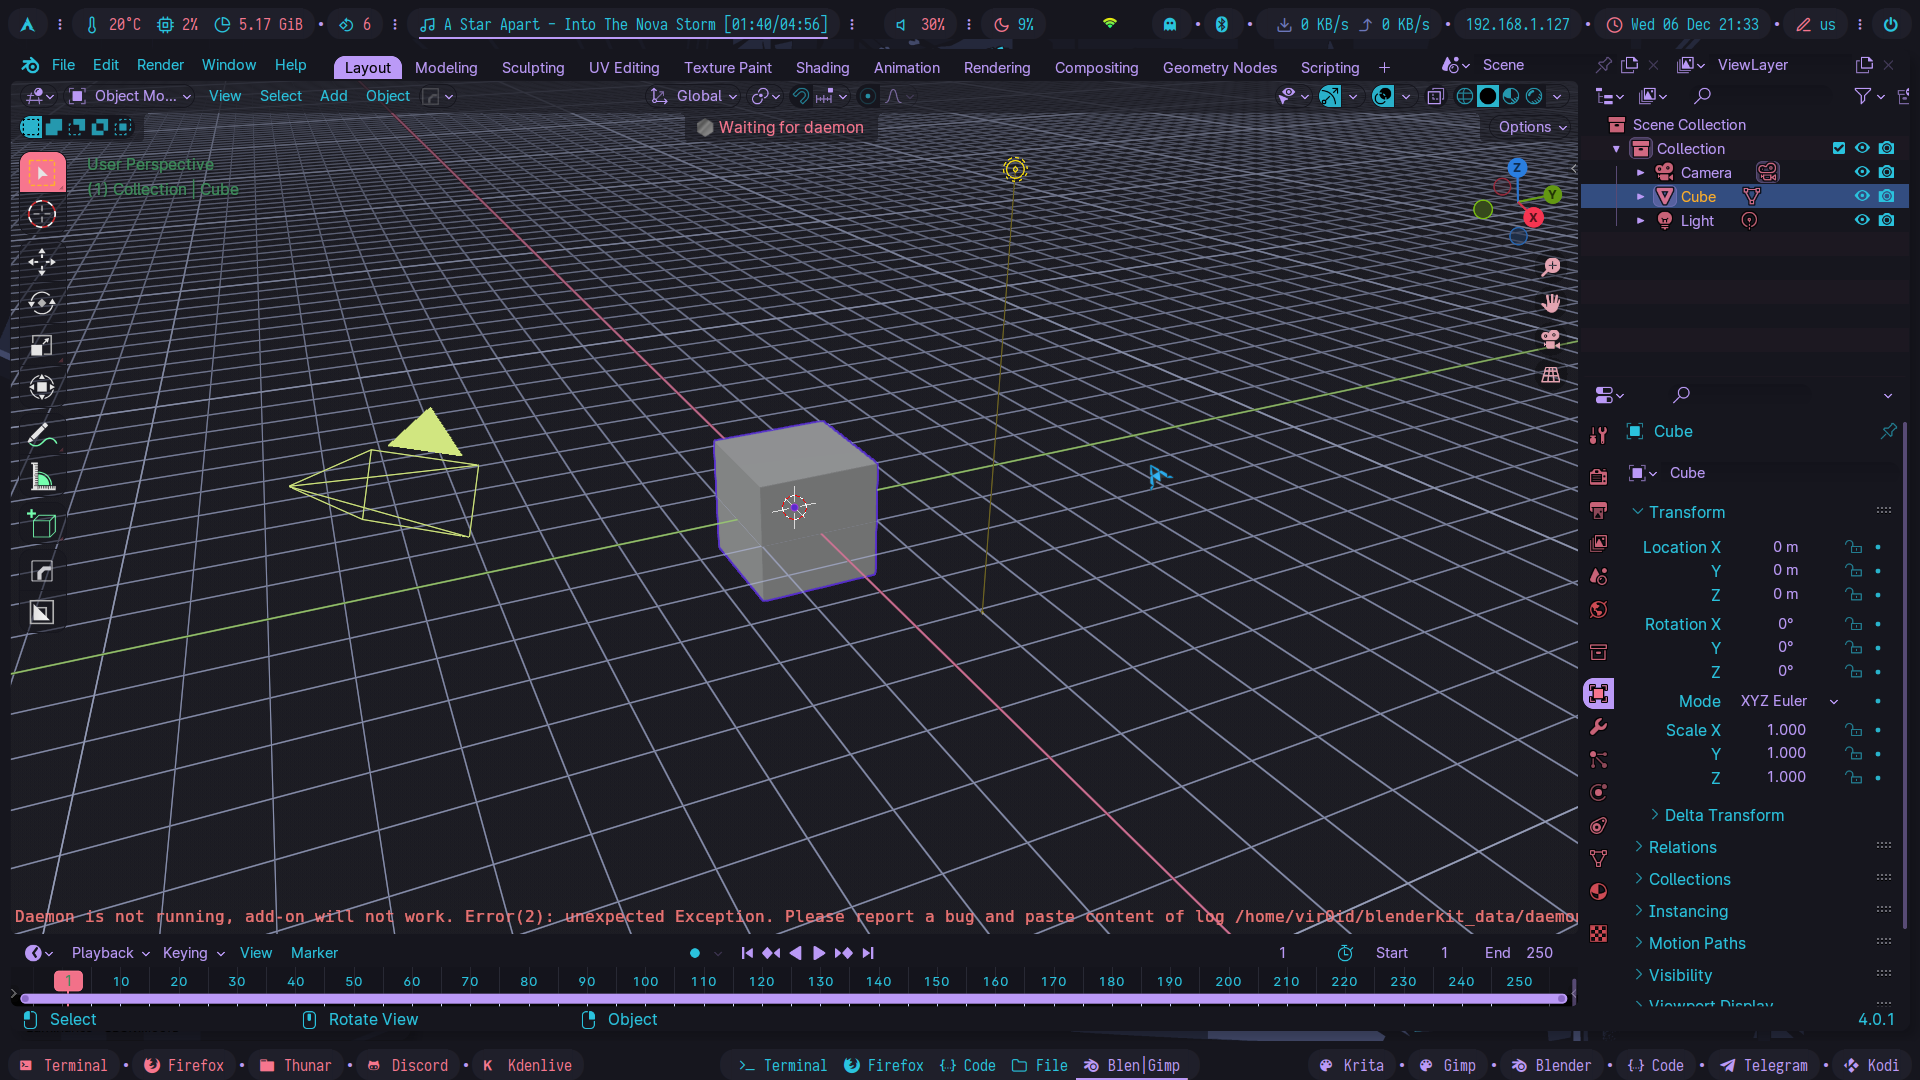 20°C 2% 5.17 GiB 6 A Star Apart - Into The Nova Storm [01:40/04:56] 30% 9% 0 KB/s 0 KB/s 192.168.1.127 Wed 06 Dec 21:33 us
File Edit Render Window Help Layout Modeling Sculpting UV Editing Texture Paint Shading Animation Rendering Compositing Geometry Nodes Scripting + Scene ViewLayer
Object Mo... View Select Add Object Global
Waiting for daemon Options
User Perspective
(1) Collection | Cube
Z
Y
X
Scene Collection
Collection
Camera
Cube
Light
Cube
Cube
Transform
Location X 0 m
Y 0 m
Z 0 m
Rotation X 0°
Y 0°
Z 0°
Mode XYZ Euler
Scale X 1.000
Y 1.000
Z 1.000
Delta Transform
Relations
Collections
Instancing
Motion Paths
Visibility
Viewport Display
Daemon is not running, add-on will not work. Error(2): unexpected Exception. Please report a bug and paste content of log /home/vir0id/blenderkit_data/daemo
Playback Keying View Marker 1 Start 1 End 250
1 10 20 30 40 50 60 70 80 90 100 110 120 130 140 150 160 170 180 190 200 210 220 230 240 250
Select Rotate View Object 4.0.1
Terminal Firefox Thunar Discord Kdenlive Terminal Firefox Code File Blen|Gimp Krita Gimp Blender Code Telegram Kodi